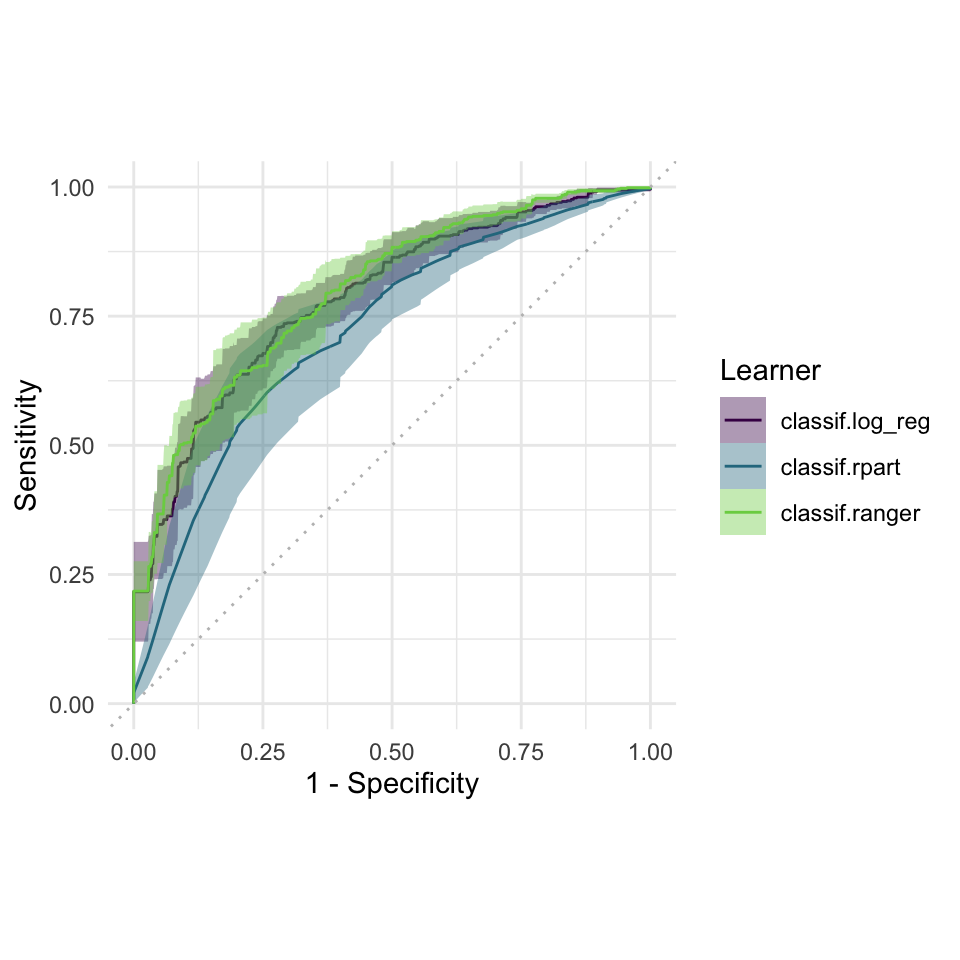 1.00
0.75
0.50
0.25
0.00
Sensitivity
0.00 0.25 0.50 0.75 1.00
1 - Specificity
Learner
classif.log_reg
classif.rpart
classif.ranger